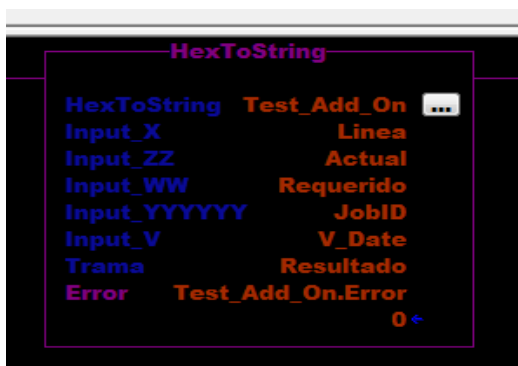 HexToString
HexToString Test_Add_On ...
Input_X Linea
Input_ZZ Actual
Input_WW Requerido
Input_YYYYYY JobID
Input_V V_Date
Trama Resultado
Error Test_Add_On.Error
0